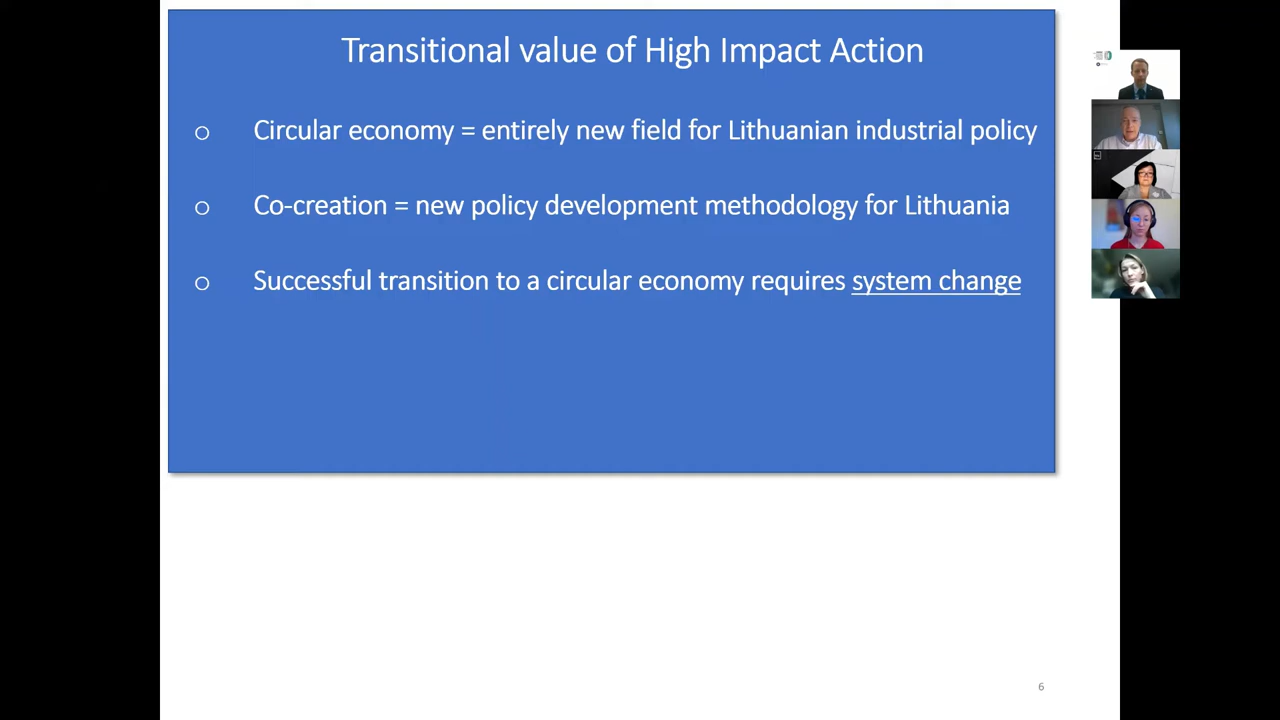 Transitional value of High Impact Action
o Circular economy = entirely new field for Lithuanian industrial policy
o Co-creation = new policy development methodology for Lithuania
o Successful transition to a circular economy requires system change
6